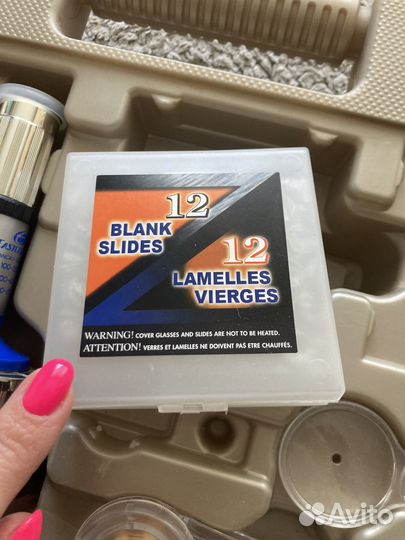 12
BLANK
SLIDES
12
LAMELLES
VIERGES
WARNING! COVER GLASSES AND SLIDES ARE NOT TO BE HEATED.
ATTENTION! VERRES ET LAMELLES NE DOIVENT PAS ETRE CHAUFFÉS.
Avito